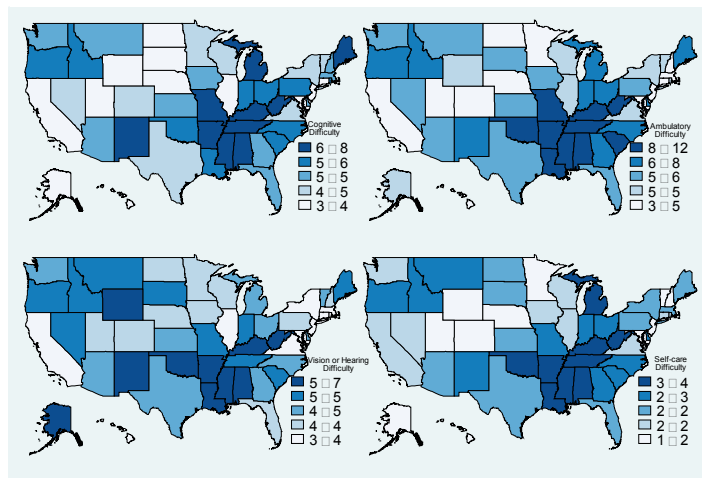 Cognitive
Difficulty
6 □ 8
5 □ 6
5 □ 5
4 □ 5
3 □ 4
Ambulatory
Difficulty
8 □ 12
6 □ 8
5 □ 6
5 □ 5
3 □ 5
Vision or Hearing
Difficulty
5 □ 7
5 □ 5
4 □ 5
4 □ 4
3 □ 4
Self-care
Difficulty
3 □ 4
2 □ 3
2 □ 2
2 □ 2
1 □ 2